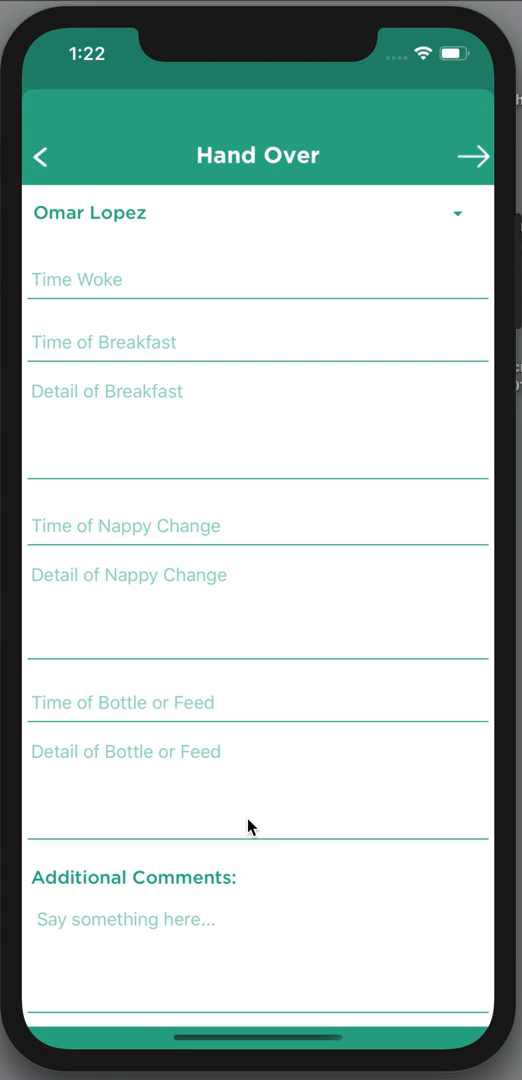 1:22
Hand Over
Omar Lopez
Time Woke
Time of Breakfast
Detail of Breakfast
Time of Nappy Change
Detail of Nappy Change
Time of Bottle or Feed
Detail of Bottle or Feed
Additional Comments:
Say something here...